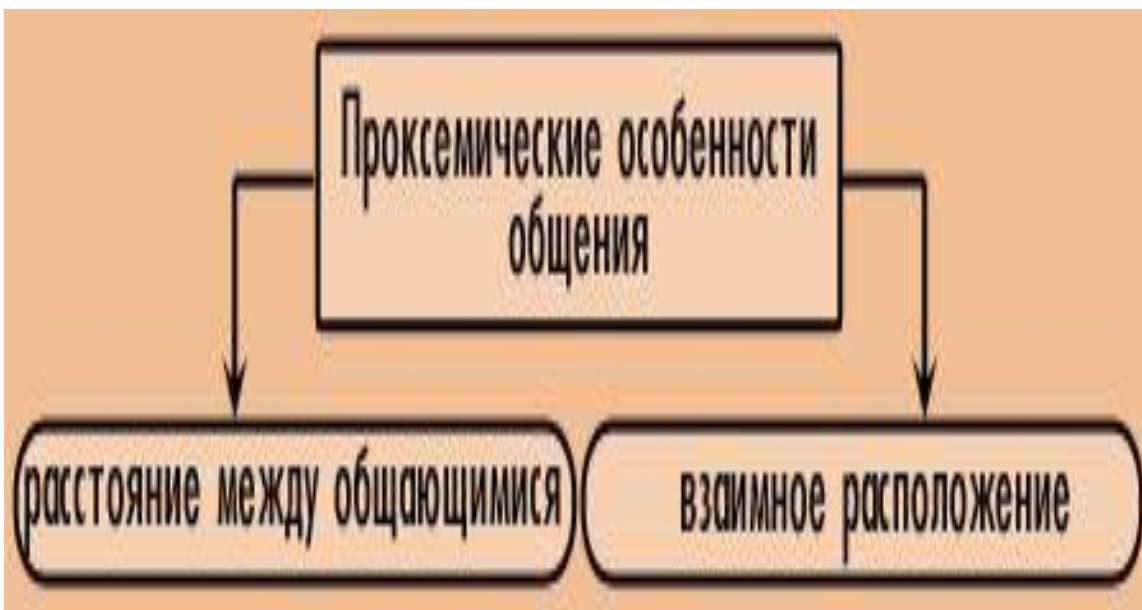 Проксемические особенности
общения
расстояние между общающимися
взаимное расположение